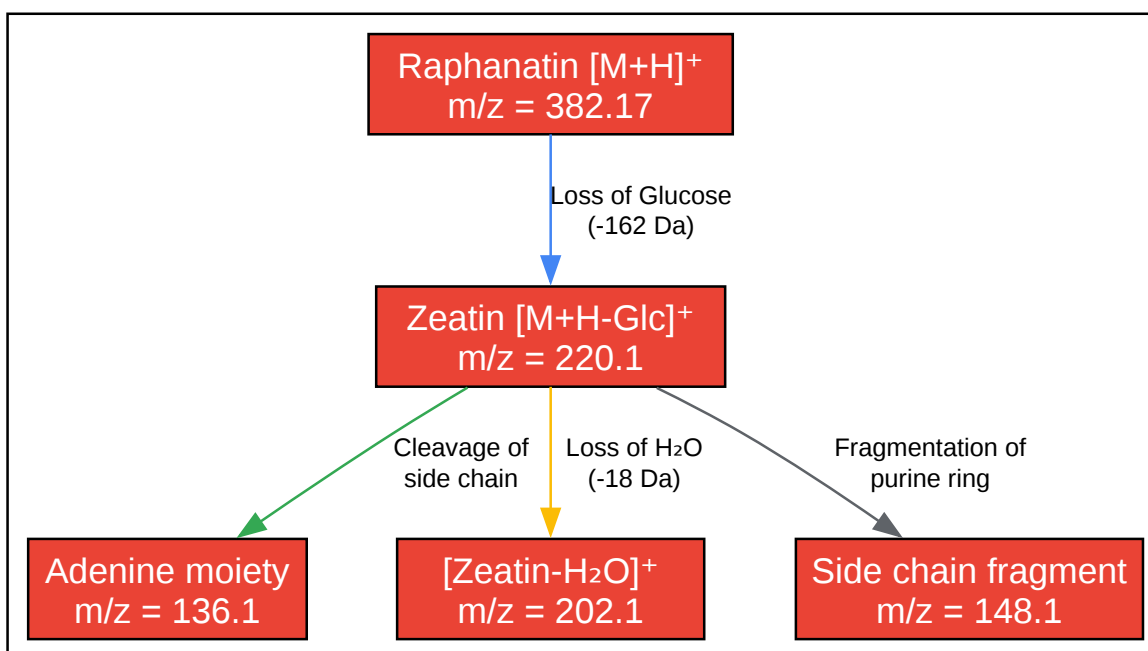 Raphanatin [M+H]⁺
m/z = 382.17
Loss of Glucose
(-162 Da)
Zeatin [M+H-Glc]⁺
m/z = 220.1
Cleavage of
side chain
Loss of H₂O
(-18 Da)
Fragmentation of
purine ring
Adenine moiety
m/z = 136.1
[Zeatin-H₂O]⁺
m/z = 202.1
Side chain fragment
m/z = 148.1